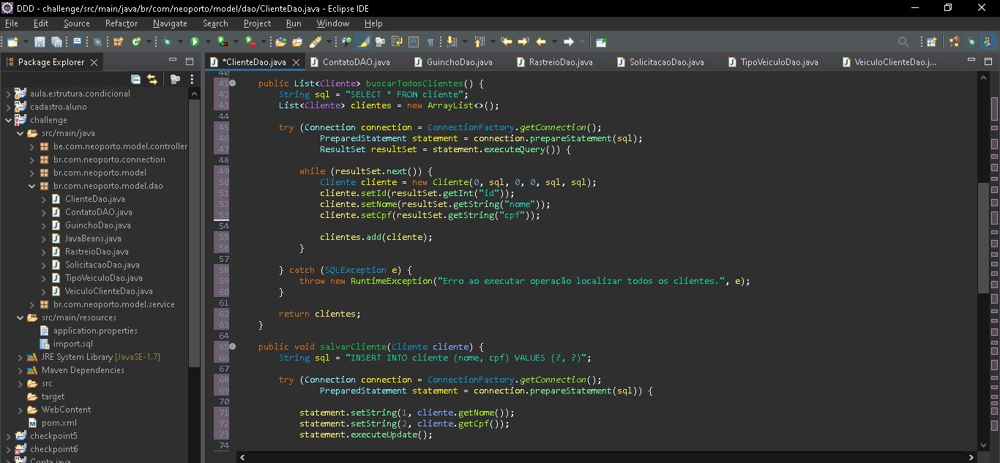 DDD - challenge/src/main/java/br/com/neoporto/model/dao/ClienteDao.java - Eclipse IDE
File Edit Source Refactor Navigate Search Project Run Window Help
Package Explorer
*ClienteDao.java ContatoDAO.java GuinchoDao.java RastreioDao.java SolicitacaoDao.java TipoVeiculoDao.java VeiculoClienteDao.j...
aula.estrutura.condicional
cadastro.aluno
challenge
src/main/java
be.com.neoporto.model.controller
br.com.neoporto.connection
br.com.neoporto.model
br.com.neoporto.model.dao
ClienteDao.java
ContatoDAO.java
GuinchoDao.java
JavaBeans.java
RastreioDao.java
SolicitacaoDao.java
TipoVeiculoDao.java
VeiculoClienteDao.java
br.com.neoporto.model.service
src/main/resources
application.properties
import.sql
JRE System Library [JavaSE-1.7]
Maven Dependencies
src
target
WebContent
pom.xml
checkpoint5
checkpoint6
Conta.java
40
41 public List<Cliente> buscarTodosClientes() {
42 String sql = "SELECT * FROM cliente";
43 List<Cliente> clientes = new ArrayList<>();
44
45 try (Connection connection = ConnectionFactory.getConnection();
46 PreparedStatement statement = connection.prepareStatement(sql);
47 ResultSet resultSet = statement.executeQuery()) {
48
49 while (resultSet.next()) {
50 Cliente cliente = new Cliente(0, sql, 0, 0, sql, sql);
51 cliente.setId(resultSet.getInt("id"));
52 cliente.setNome(resultSet.getString("nome"));
53 cliente.setCpf(resultSet.getString("cpf"));
54
55 clientes.add(cliente);
56 }
57
58 } catch (SQLException e) {
59 throw new RuntimeException("Erro ao executar operação localizar todos os clientes.", e);
60 }
61
62 return clientes;
63 }
64
65 public void salvarCliente(Cliente cliente) {
66 String sql = "INSERT INTO cliente (nome, cpf) VALUES (?, ?)";
67
68 try (Connection connection = ConnectionFactory.getConnection();
69 PreparedStatement statement = connection.prepareStatement(sql)) {
70
71 statement.setString(1, cliente.getNome());
72 statement.setString(2, cliente.getCpf());
73 statement.executeUpdate();
74